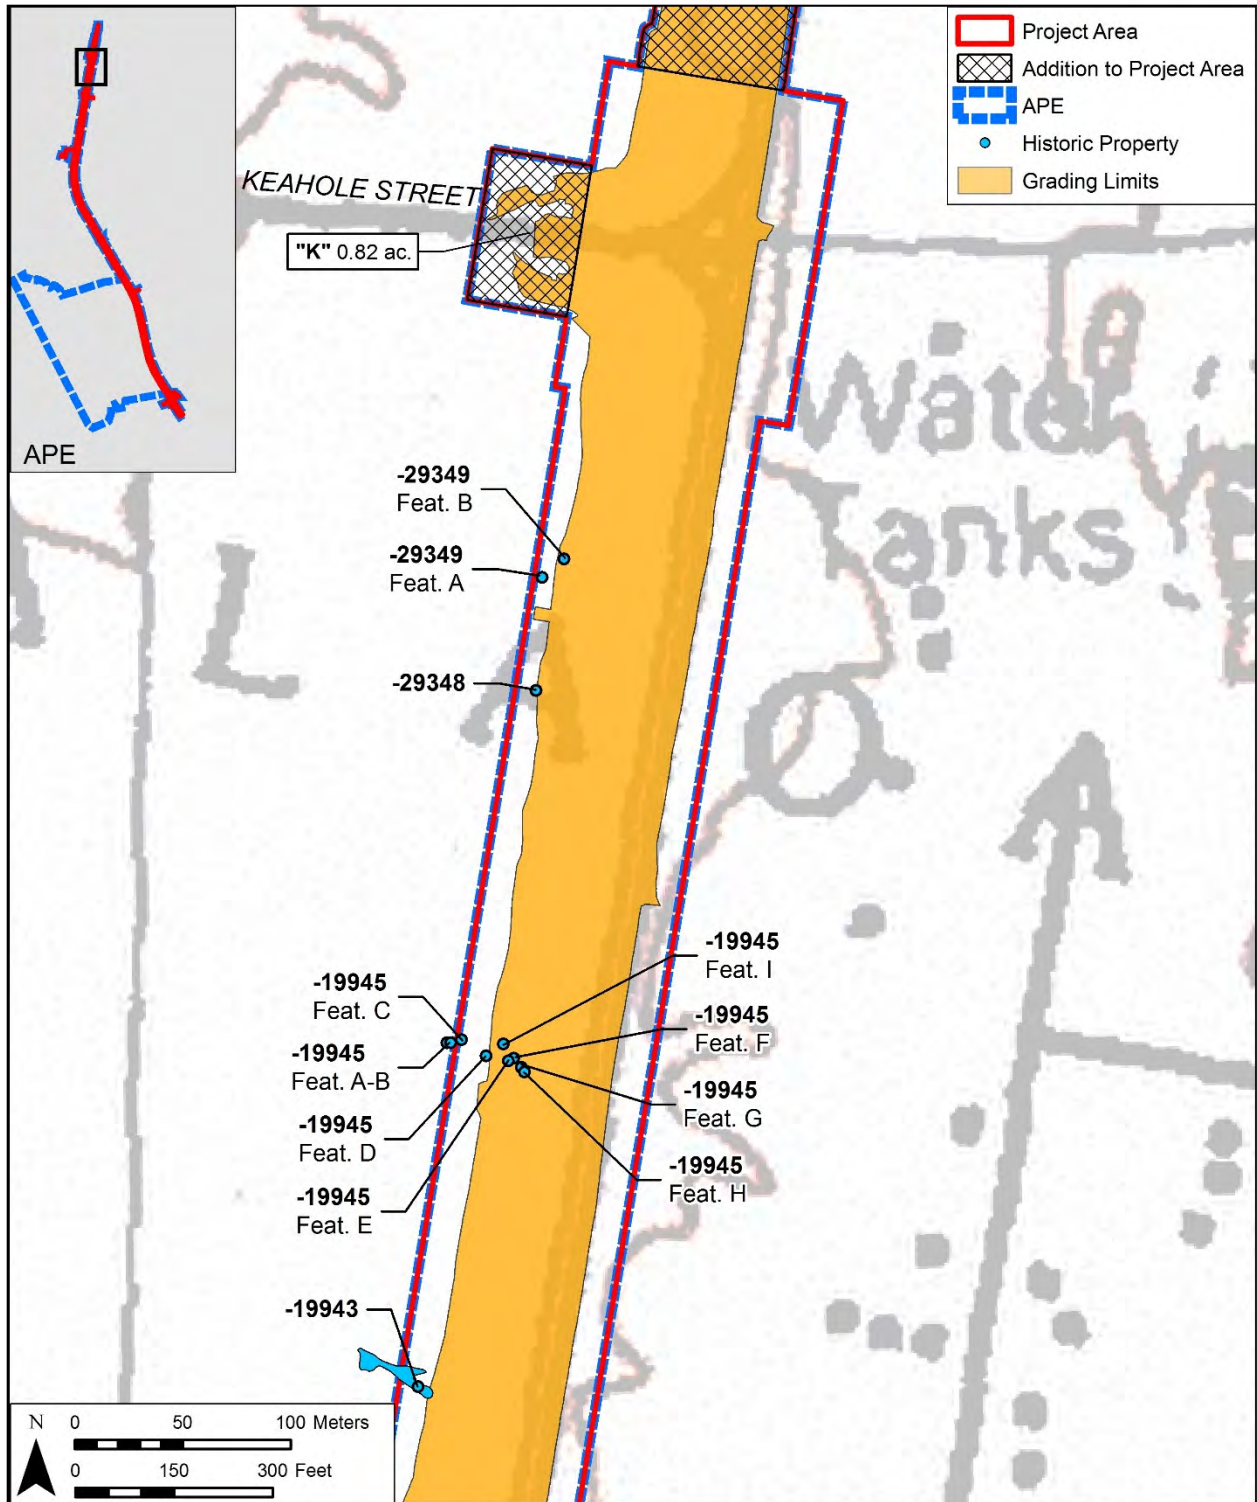 Project Area
Addition to Project Area
APE
Historic Property
Grading Limits
APE
KEAHOLE STREET
"K" 0.82 ac.
Water
Tanks
-29349
Feat. B
-29349
Feat. A
L
A
-29348
-19945
Feat. I
-19945
Feat. C
-19945
Feat. F
-19945
Feat. A-B
-19945
Feat. G
-19945
Feat. D
-19945
Feat. H
-19945
Feat. E
-19943
N
0 50 100 Meters
0 150 300 Feet